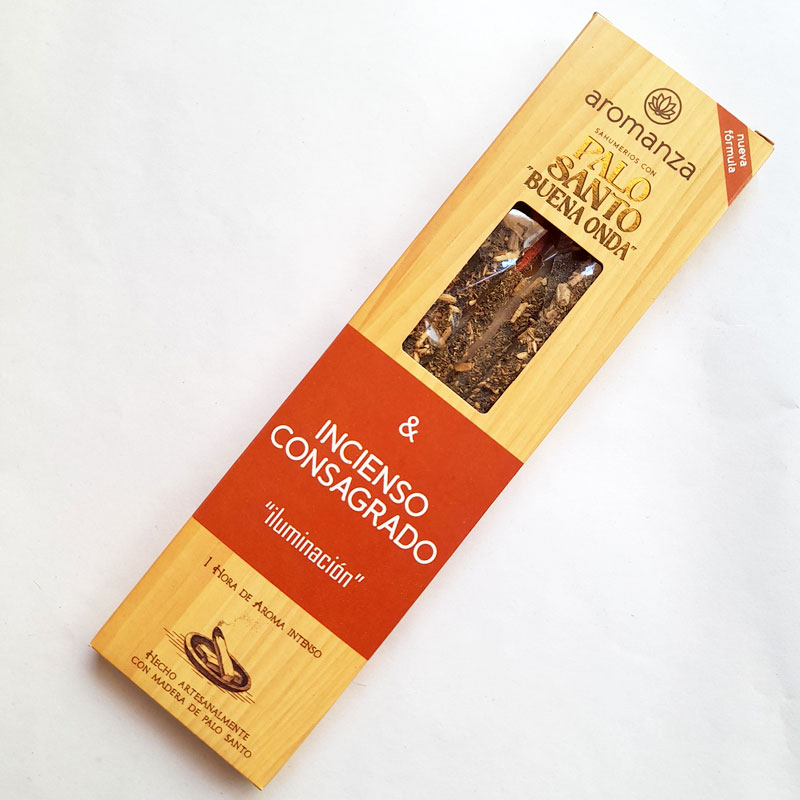 aromanza
nueva
fórmula
SAHUMERIOS CON
PALO
SANTO
"BUENA ONDA"
&
INCIENSO
CONSAGRADO
"iluminación"
1 HORA DE AROMA INTENSO
HECHO ARTESANALMENTE
CON MADERA DE PALO SANTO